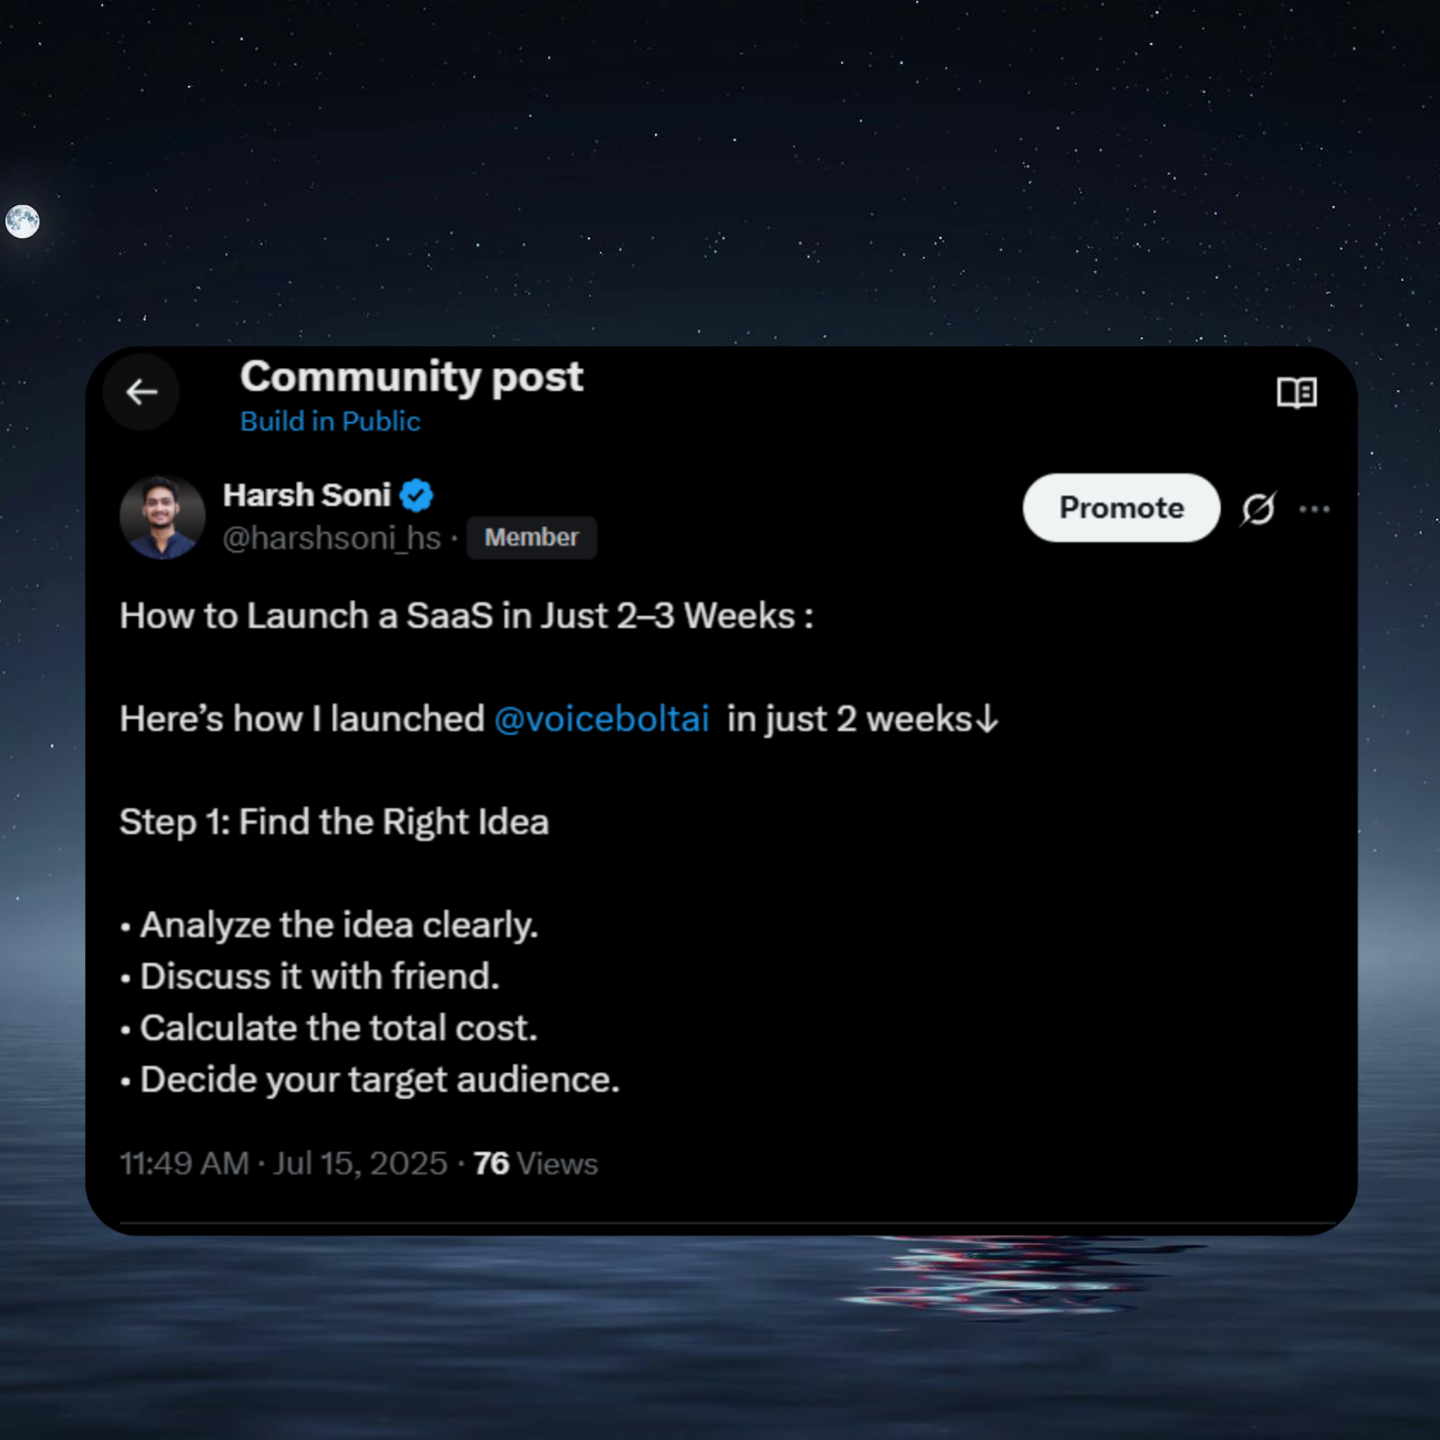 Community post
Build in Public
Harsh Soni
@harshsoni_hs · Member
Promote
How to Launch a SaaS in Just 2–3 Weeks :
Here’s how I launched @voiceboltai in just 2 weeks↓
Step 1: Find the Right Idea
• Analyze the idea clearly.
• Discuss it with friend.
• Calculate the total cost.
• Decide your target audience.
11:49 AM · Jul 15, 2025 · 76 Views